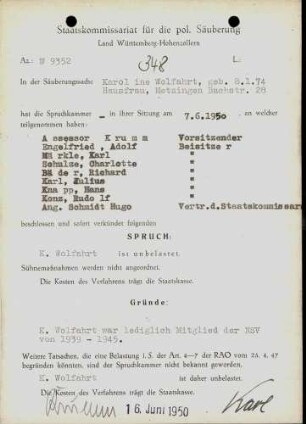 Staatskommissariat für die pol. Säuberung
Land Württemberg-Hohenzollern
Az: N 9352
348
L:
In der Säuberungssache: Karoline Wolfahrt, geb. 8.1.74
Hausfrau, Metzingen Bachstr. 28
hat die Spruchkammer – in ihrer Sitzung am 7.6.1950 , an welcher
teilgenommen haben:
Assessor Krumm Vorsitzender
Engelfried, Adolf Beisitzer
Märkle, Karl "
Schulze, Charlotte "
Bäder, Richard "
Karl, Julius "
Knapp, Hans "
Konz, Rudolf "
Ang. Schmidt Hugo Vertr.d.Staatskommissars
beschlossen und sofort verkündet folgenden
SPRUCH:
K. Wolfahrt ist unbelastet.
Sühnemaßnahmen werden nicht angeordnet.
Die Kosten des Verfahrens trägt die Staatskasse.
Gründe:
K. Wolfahrt war lediglich Mitglied der NSV
von 1939 - 1945.
Weitere Tatsachen, die eine Belastung i. S. der Art. 4–7 der RAO vom 25. 4. 47
begründen könnten, sind der Spruchkammer nicht bekannt geworden.
K. Wolfahrt ist daher unbelastet.
Die Kosten des Verfahrens trägt die Staatskasse.
16. Juni 1950
Karl